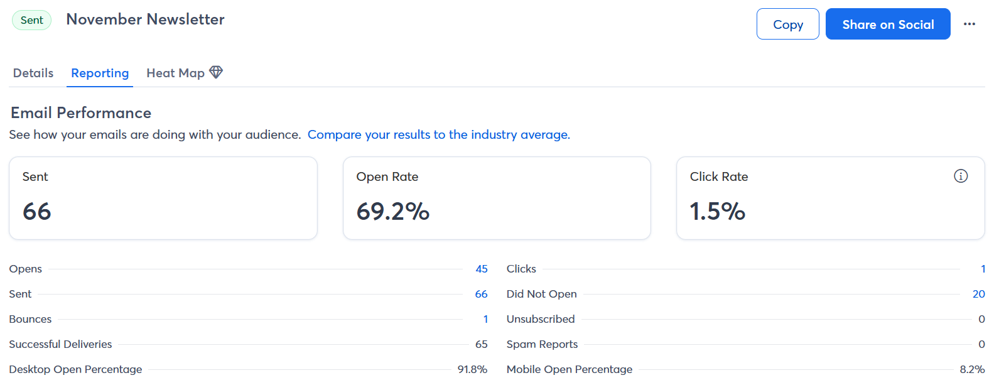 Sent
November Newsletter
Copy
Share on Social
Details
Reporting
Heat Map
Email Performance
See how your emails are doing with your audience. Compare your results to the industry average.
Sent
66
Open Rate
69.2%
Click Rate
1.5%
Opens 45
Sent 66
Bounces 1
Successful Deliveries 65
Desktop Open Percentage 91.8%
Clicks 1
Did Not Open 20
Unsubscribed 0
Spam Reports 0
Mobile Open Percentage 8.2%